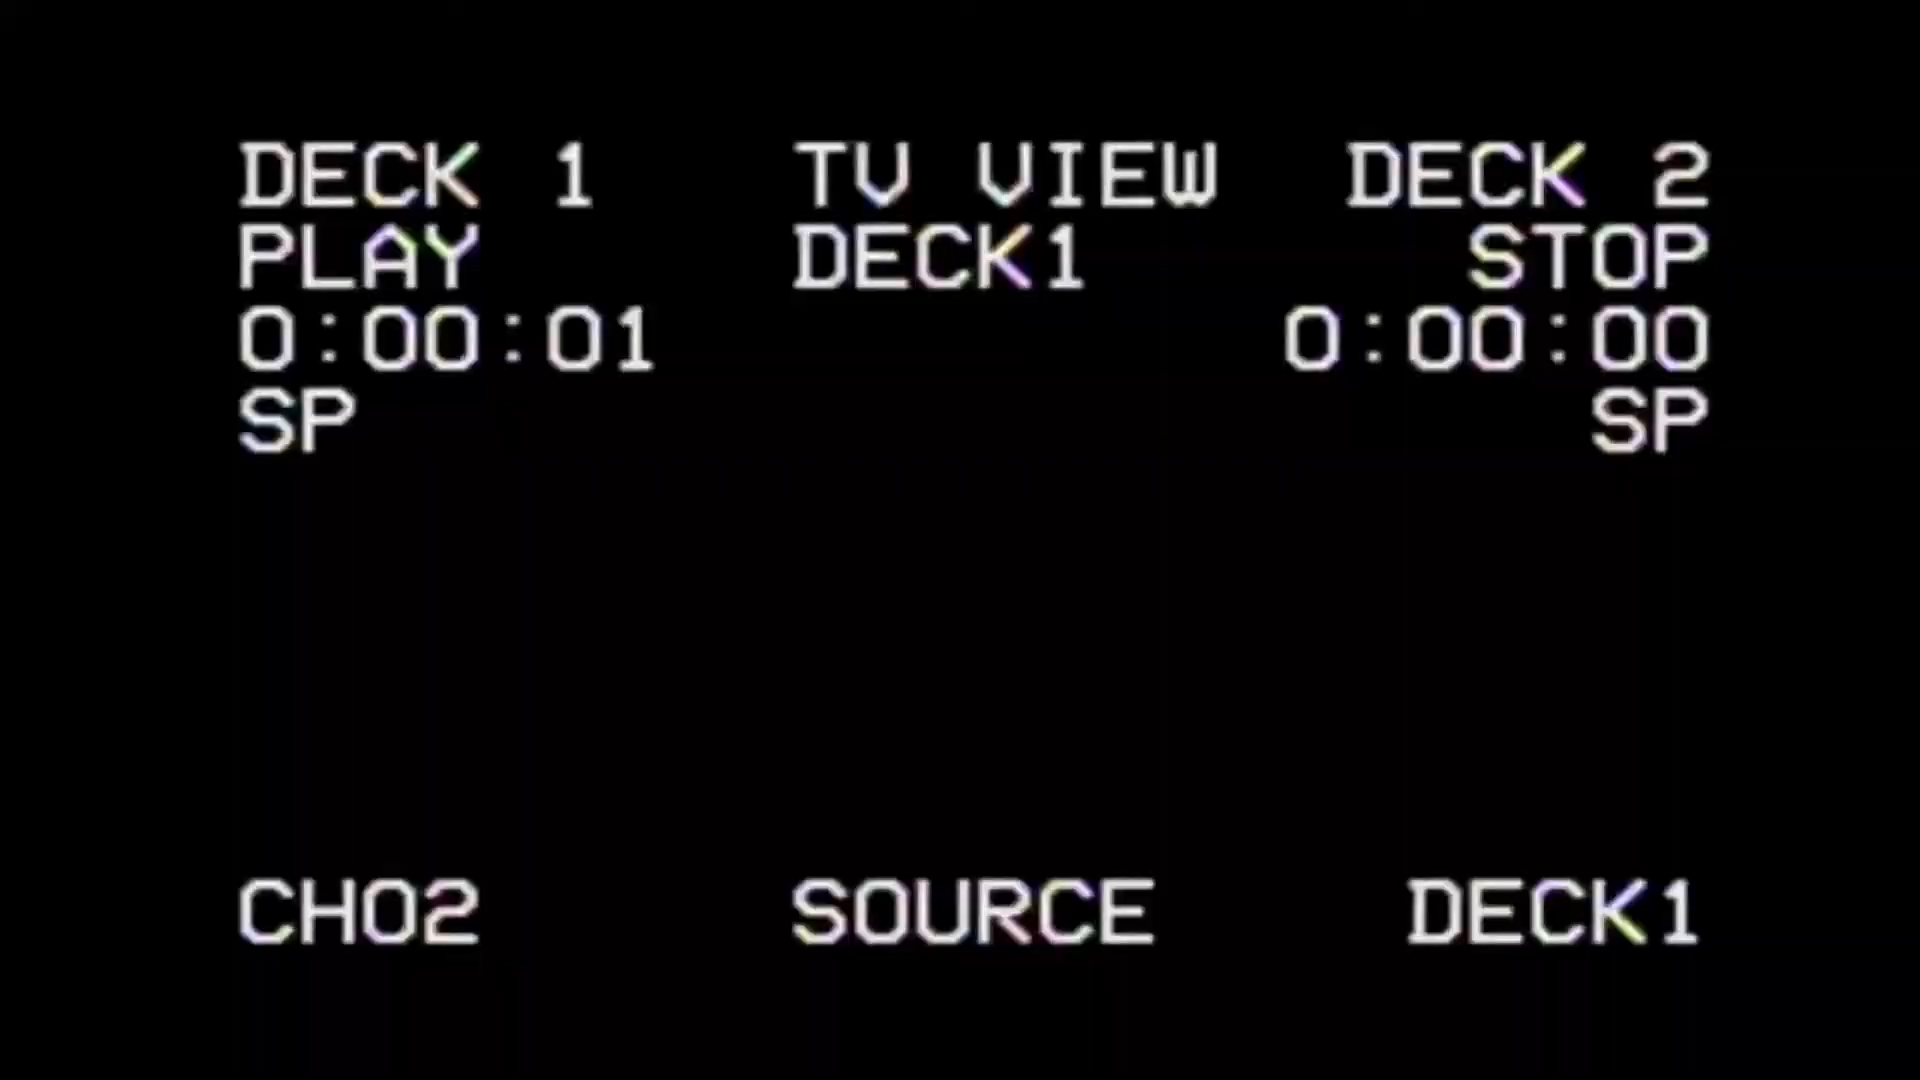 DECK 1 TV VIEW DECK 2
PLAY DECK1 STOP
0:00:01 0:00:00
SP SP
CH02 SOURCE DECK1